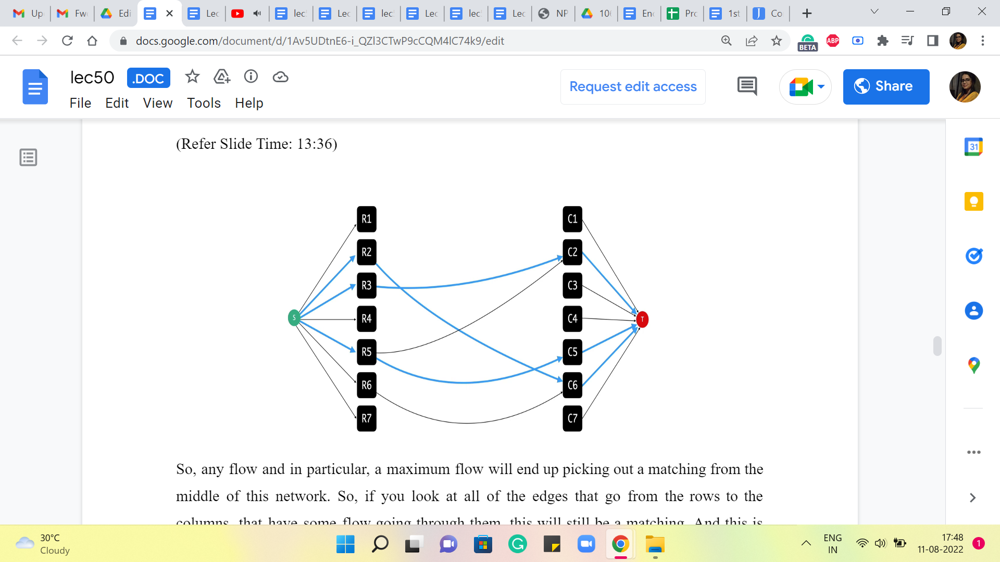 Up
Fw
Edi
Lec
lec
Lec
lec
Lec
lec
Lec
NP
10
En
Pro
1st
Co
docs.google.com/document/d/1Av5UDtnE6-i_QZl3CTwP9cCQM4lC74k9/edit
ABP
BETA
lec50
.DOC
Request edit access
Share
File Edit View Tools Help
(Refer Slide Time: 13:36)
31
R1 C1
R2 C2
R3 C3
S R4 C4 T
R5 C5
R6 C6
R7 C7
So, any flow and in particular, a maximum flow will end up picking out a matching from the
middle of this network. So, if you look at all of the edges that go from the rows to the
columns, that have some flow going through them, this will still be a matching. And this is
30°C
Cloudy
ENG
IN
17:48
11-08-2022
1